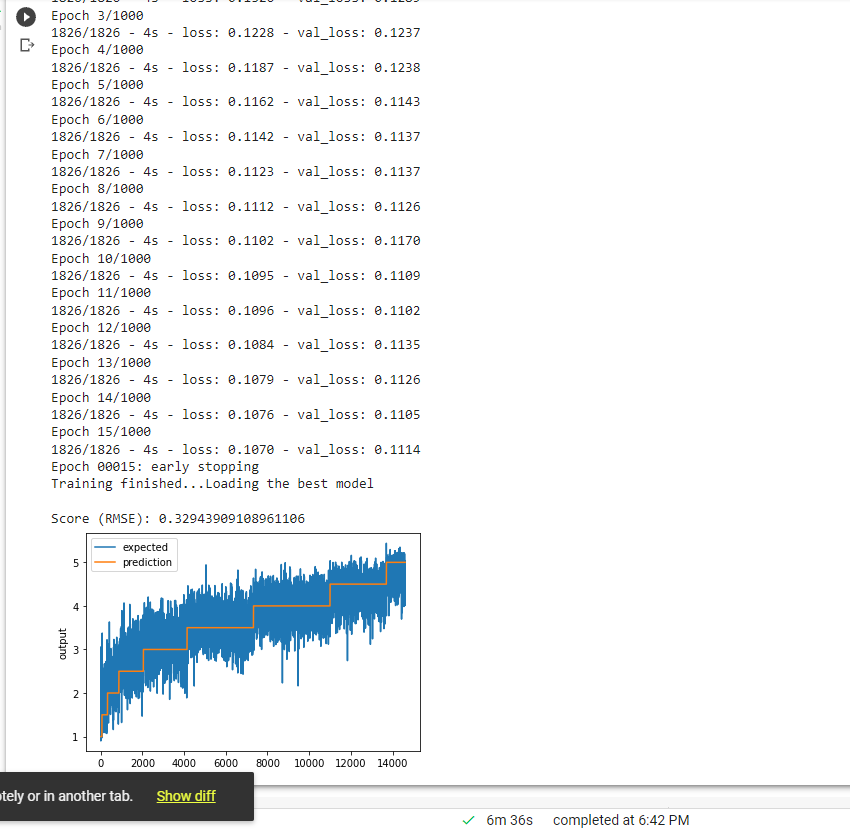 Epoch 3/1000
1826/1826 - 4s - loss: 0.1228 - val_loss: 0.1237
Epoch 4/1000
1826/1826 - 4s - loss: 0.1187 - val_loss: 0.1238
Epoch 5/1000
1826/1826 - 4s - loss: 0.1162 - val_loss: 0.1143
Epoch 6/1000
1826/1826 - 4s - loss: 0.1142 - val_loss: 0.1137
Epoch 7/1000
1826/1826 - 4s - loss: 0.1123 - val_loss: 0.1137
Epoch 8/1000
1826/1826 - 4s - loss: 0.1112 - val_loss: 0.1126
Epoch 9/1000
1826/1826 - 4s - loss: 0.1102 - val_loss: 0.1170
Epoch 10/1000
1826/1826 - 4s - loss: 0.1095 - val_loss: 0.1109
Epoch 11/1000
1826/1826 - 4s - loss: 0.1096 - val_loss: 0.1102
Epoch 12/1000
1826/1826 - 4s - loss: 0.1084 - val_loss: 0.1135
Epoch 13/1000
1826/1826 - 4s - loss: 0.1079 - val_loss: 0.1126
Epoch 14/1000
1826/1826 - 4s - loss: 0.1076 - val_loss: 0.1105
Epoch 15/1000
1826/1826 - 4s - loss: 0.1070 - val_loss: 0.1114
Epoch 00015: early stopping
Training finished...Loading the best model
Score (RMSE): 0.32943909108961106
expected
prediction
5
4
3
2
1
output
0 2000 4000 6000 8000 10000 12000 14000
otely or in another tab. Show diff
6m 36s completed at 6:42 PM